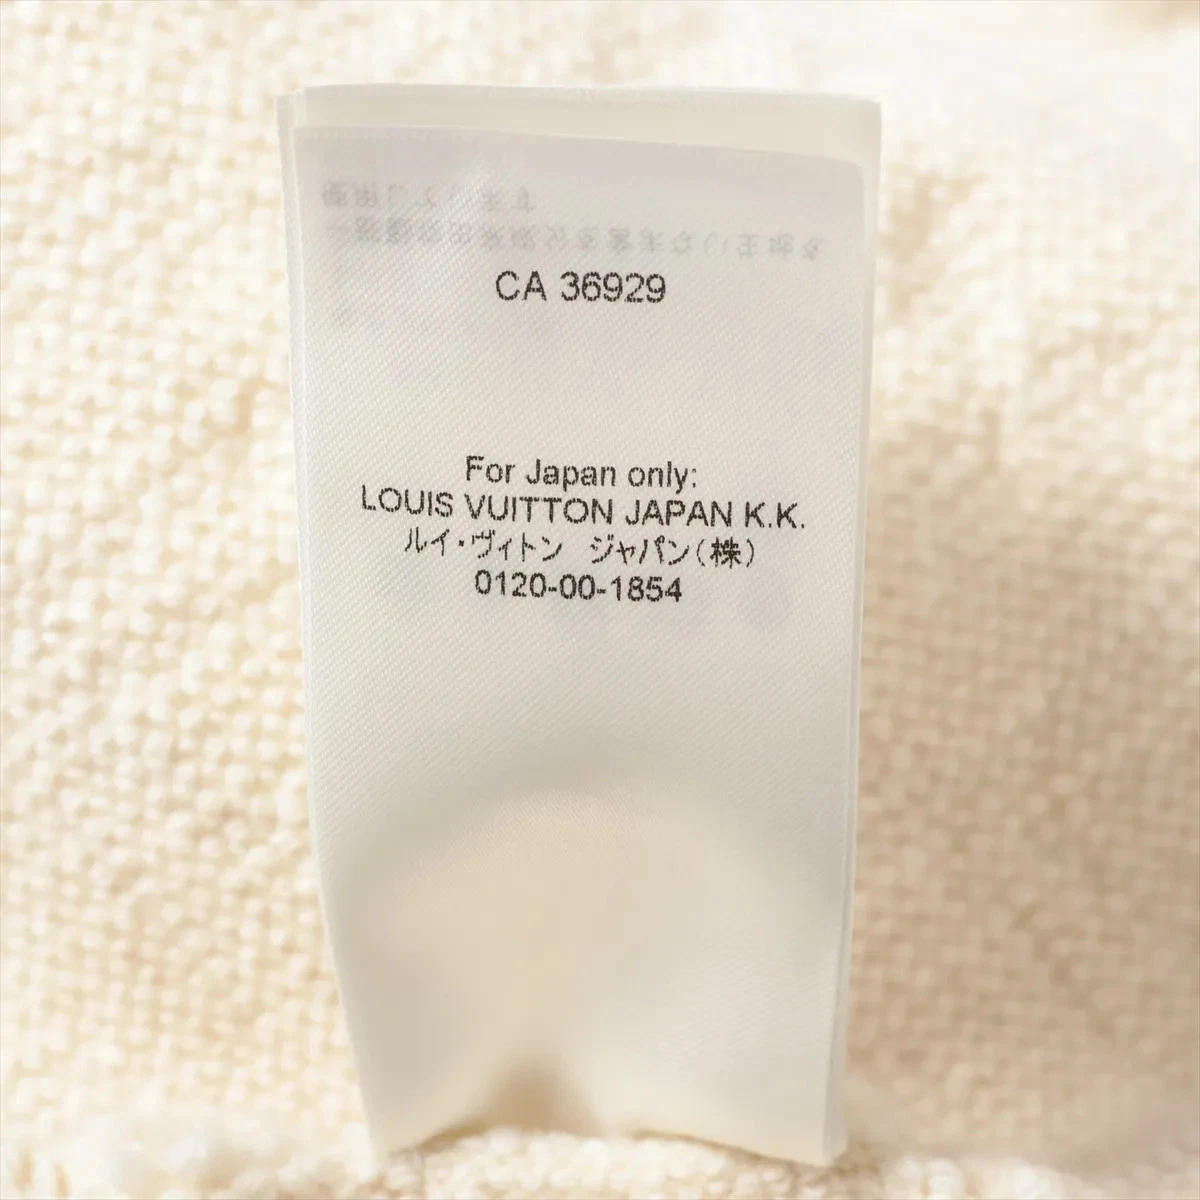 CA 36929
For Japan only:
LOUIS VUITTON JAPAN K.K.
ルイ・ヴィトン　ジャパン(株)
0120-00-1854